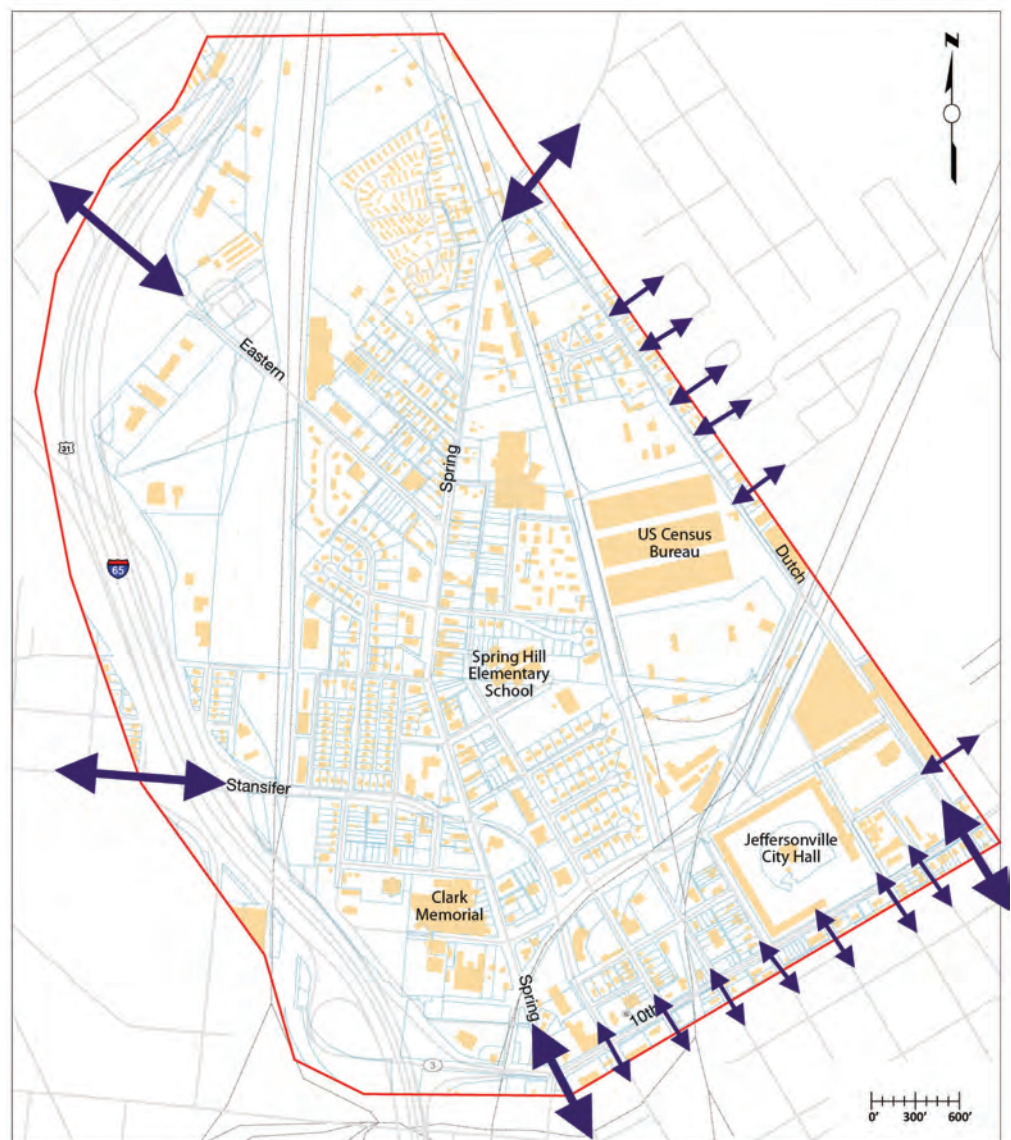 N
Eastern
Spring
31
US Census
Bureau
Dutch
65
Spring Hill
Elementary
School
Stansifer
Jeffersonville
City Hall
Clark
Memorial
Spring
10th
3
0' 300' 600'